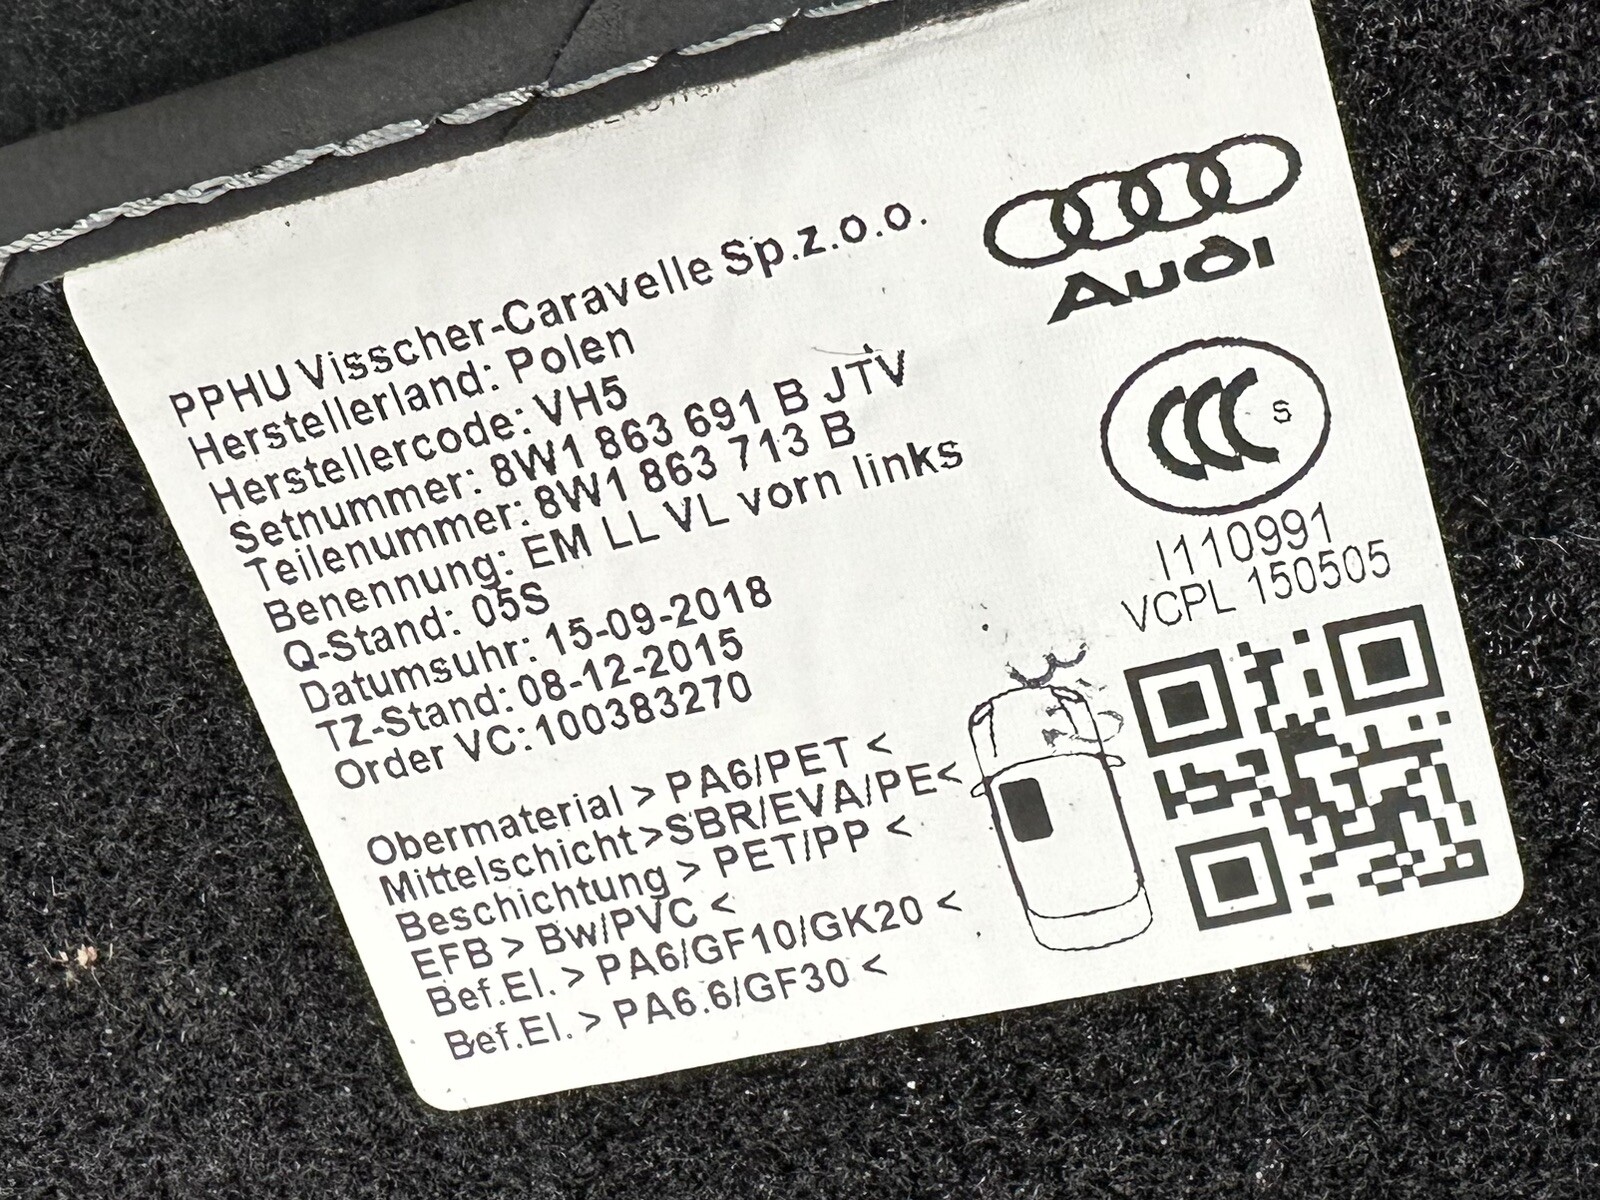 PPHU Visscher-Caravelle Sp.z.o.o.
Herstellerland: Polen
Herstellercode: VH5
Setnummer: 8W1 863 691 B JTV
Teilenummer: 8W1 863 713 B
Benennung: EM LL VL vorn links
Q-Stand: 05S
Datumsuhr: 15-09-2018
TZ-Stand: 08-12-2015
Order VC:100383270
Obermaterial > PA6/PET <
Mittelschicht>SBR/EVA/PE<
Beschichtung > PET/PP <
EFB > Bw/PVC <
Bef.El. > PA6/GF10/GK20 <
Bef.El. > PA6.6/GF30 <
Audi
CCC S
I110991
VCPL 150505